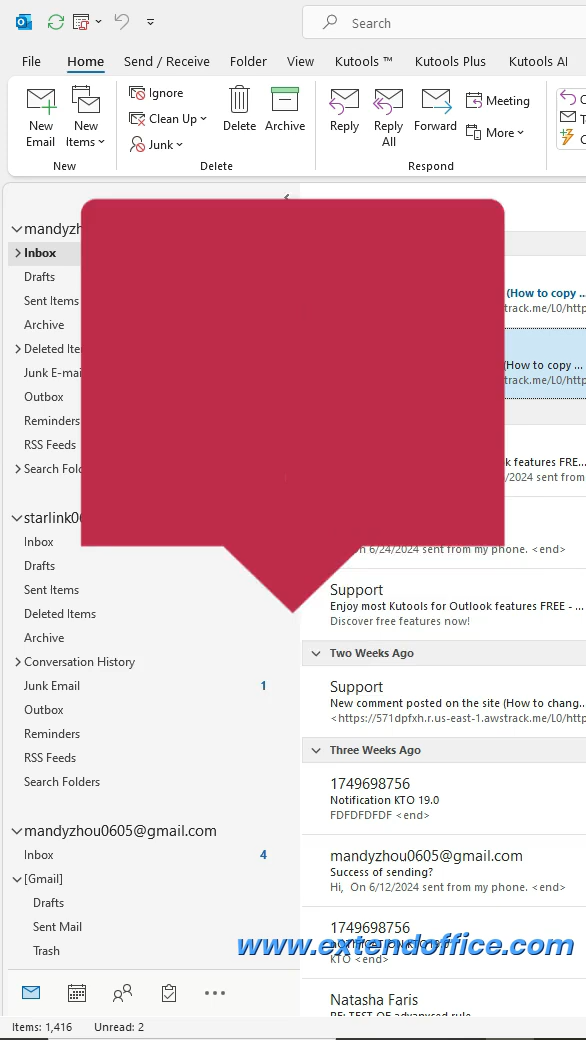 Search
File Home Send / Receive Folder View Kutools ™ Kutools Plus Kutools AI
New Email
New Items
Ignore
Clean Up
Junk
Delete
Archive
Reply
Reply All
Forward
Meeting
More
New
Delete
Respond
Inbox
Drafts
Sent Items
Archive
Junk E-mai
Outbox
Reminders
RSS Feeds
Inbox
Drafts
Sent Items
Deleted Items
Archive
Conversation History
Junk Email 1
Outbox
Reminders
RSS Feeds
Search Folders
mandyzhou0605@gmail.com
Inbox 4
[Gmail]
Drafts
Sent Mail
Trash
(How to copy ...
track.me/L0/http
(How to copy ...
track.me/L0/http
k features FRE...
/2024 sent from
6/24/2024 sent from my phone. <end>
Support
Enjoy most Kutools for Outlook features FREE - ...
Discover free features now!
Two Weeks Ago
Support
New comment posted on the site (How to chang...
<https://571dpfxh.r.us-east-1.awstrack.me/L0/http
Three Weeks Ago
1749698756
Notification KTO 19.0
FDFDFDFDF <end>
mandyzhou0605@gmail.com
Success of sending?
Hi, On 6/12/2024 sent from my phone. <end>
1749698756
www.extendoffice.com
KTO <end>
Natasha Faris
RE: TEST OF advanyced rule
Items: 1,416 Unread: 2